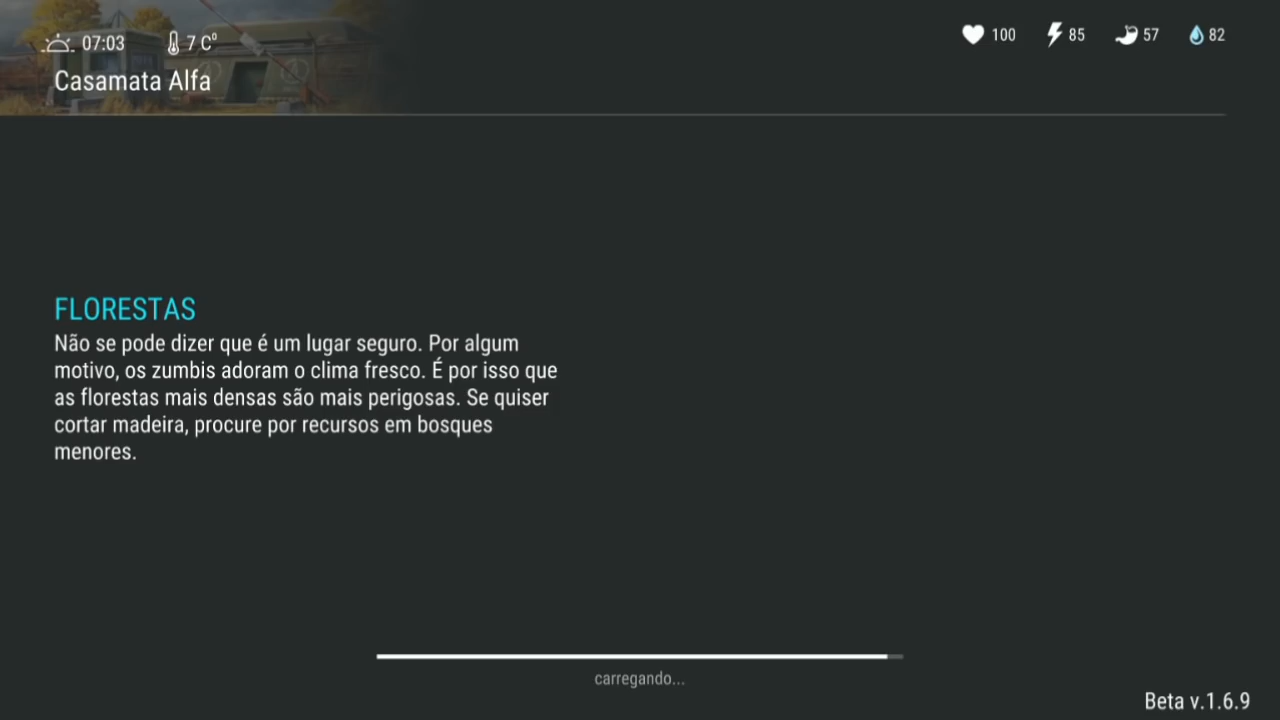 07:03 7 Cº
100 85 57 82
Casamata Alfa
FLORESTAS
Não se pode dizer que é um lugar seguro. Por algum
motivo, os zumbis adoram o clima fresco. É por isso que
as florestas mais densas são mais perigosas. Se quiser
cortar madeira, procure por recursos em bosques
menores.
carregando...
Beta v.1.6.9